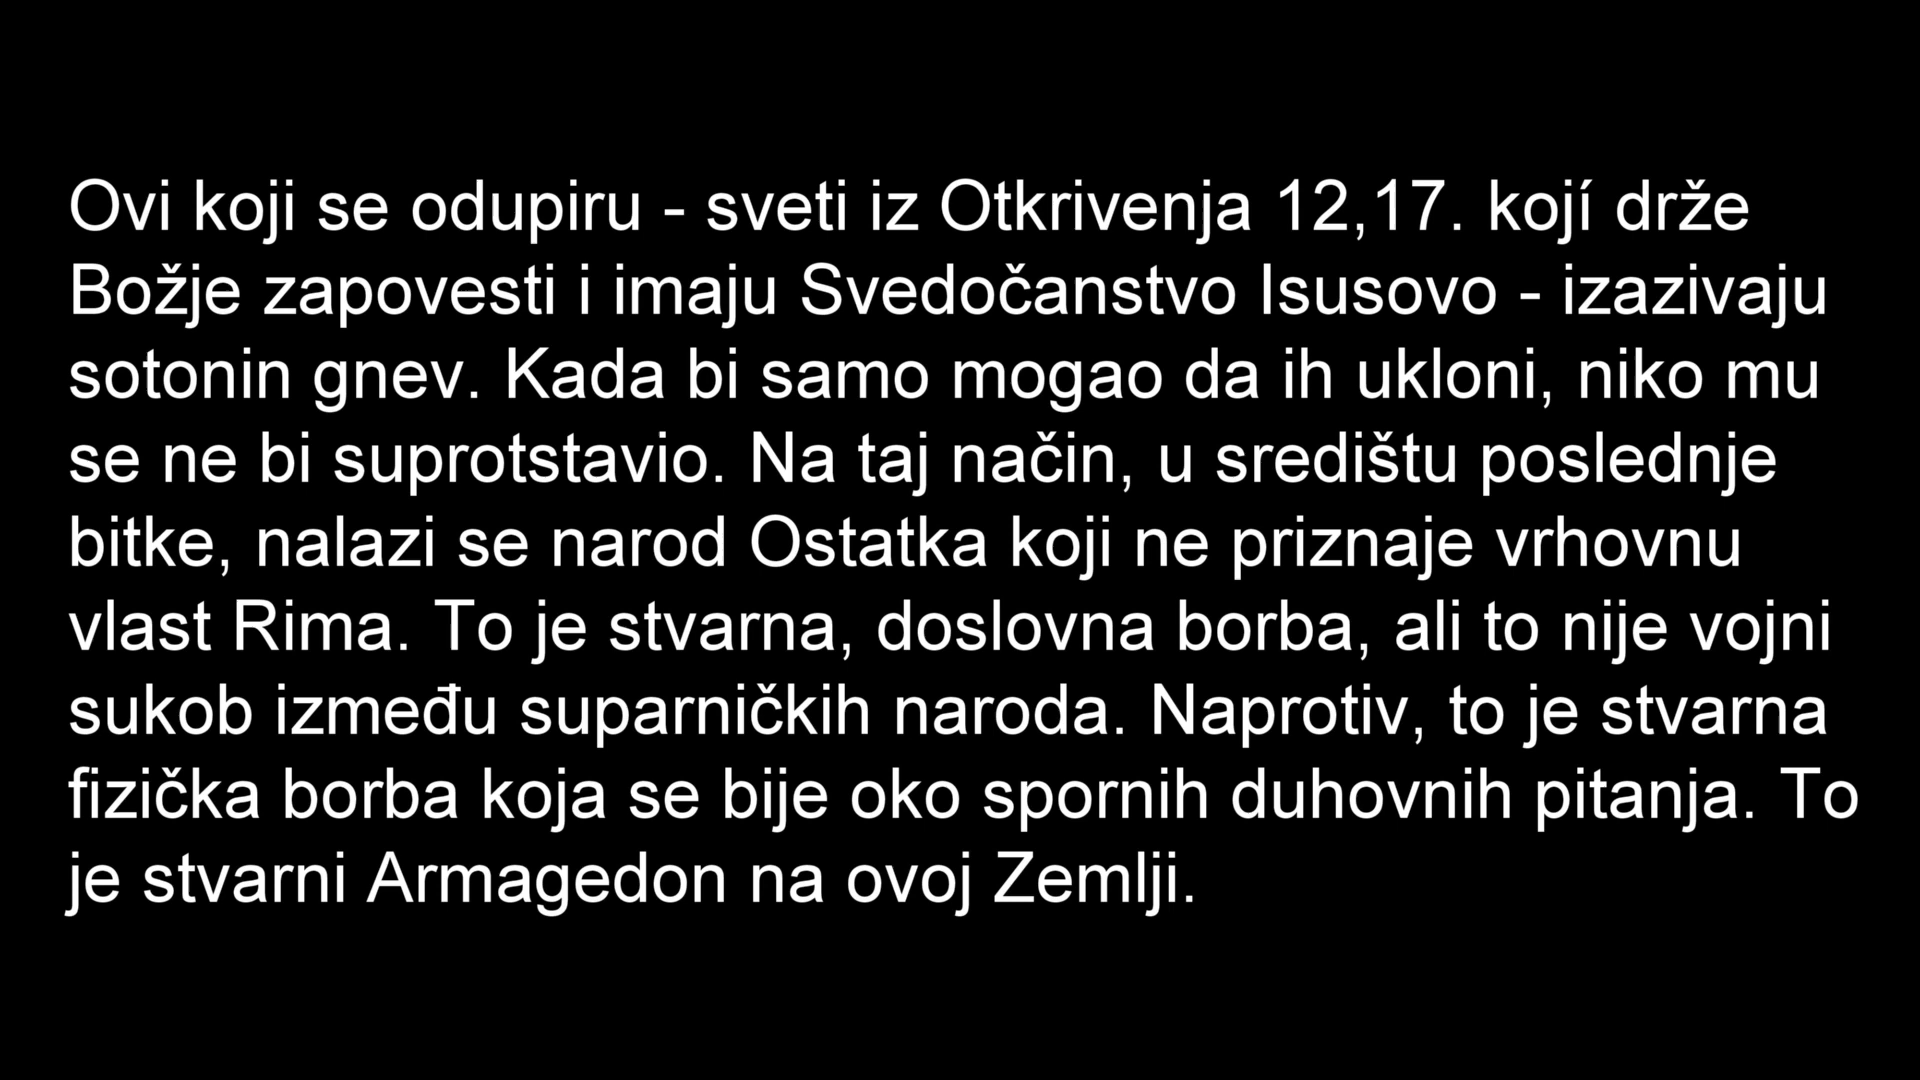 Ovi koji se odupiru - sveti iz Otkrivenja 12,17. kojí drže
Božje zapovesti i imaju Svedočanstvo Isusovo - izazivaju
sotonin gnev. Kada bi samo mogao da ih ukloni, niko mu
se ne bi suprotstavio. Na taj način, u središtu poslednje
bitke, nalazi se narod Ostatka koji ne priznaje vrhovnu
vlast Rima. To je stvarna, doslovna borba, ali to nije vojni
sukob između suparničkih naroda. Naprotiv, to je stvarna
fizička borba koja se bije oko spornih duhovnih pitanja. To
je stvarni Armagedon na ovoj Zemlji.